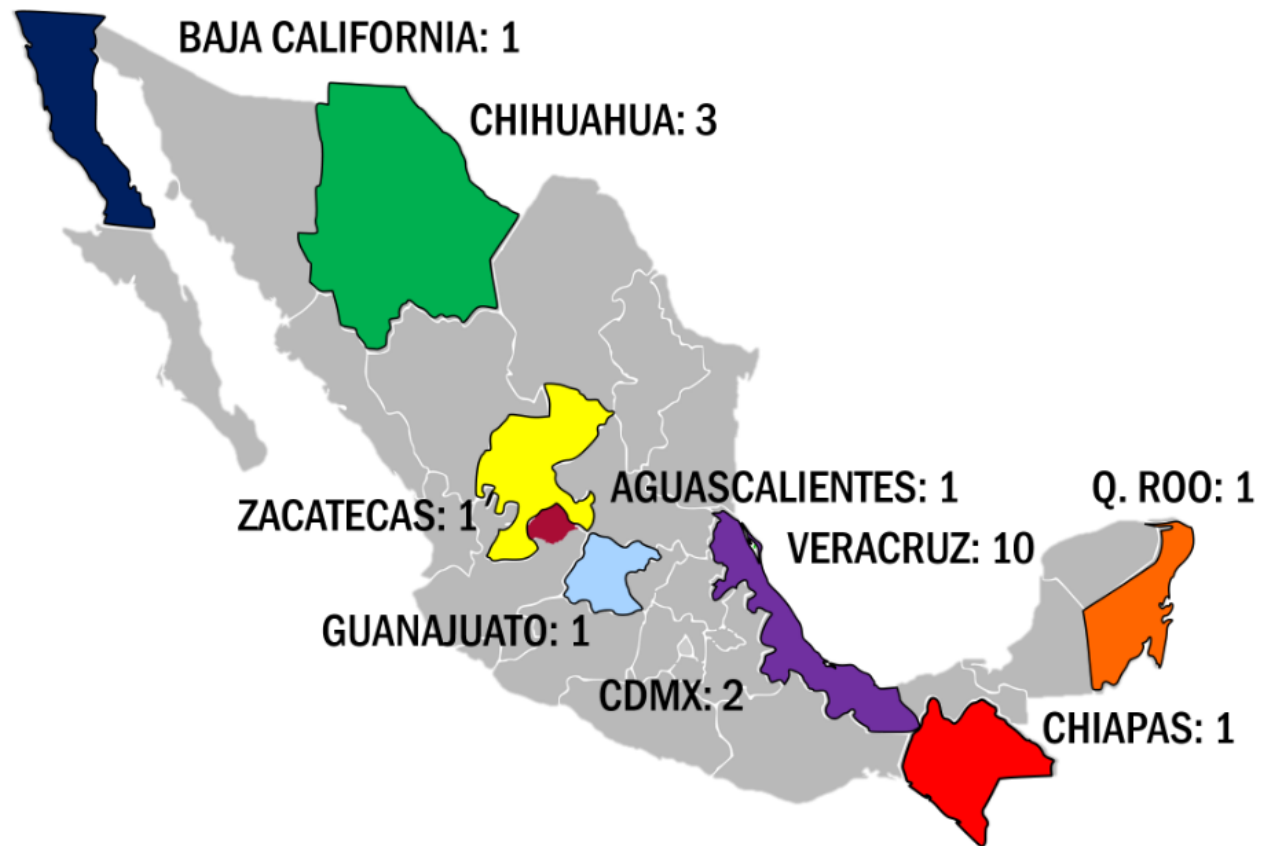 BAJA CALIFORNIA: 1
CHIHUAHUA: 3
AGUASCALIENTES: 1
Q. ROO: 1
ZACATECAS: 1
VERACRUZ: 10
GUANAJUATO: 1
CDMX: 2
CHIAPAS: 1